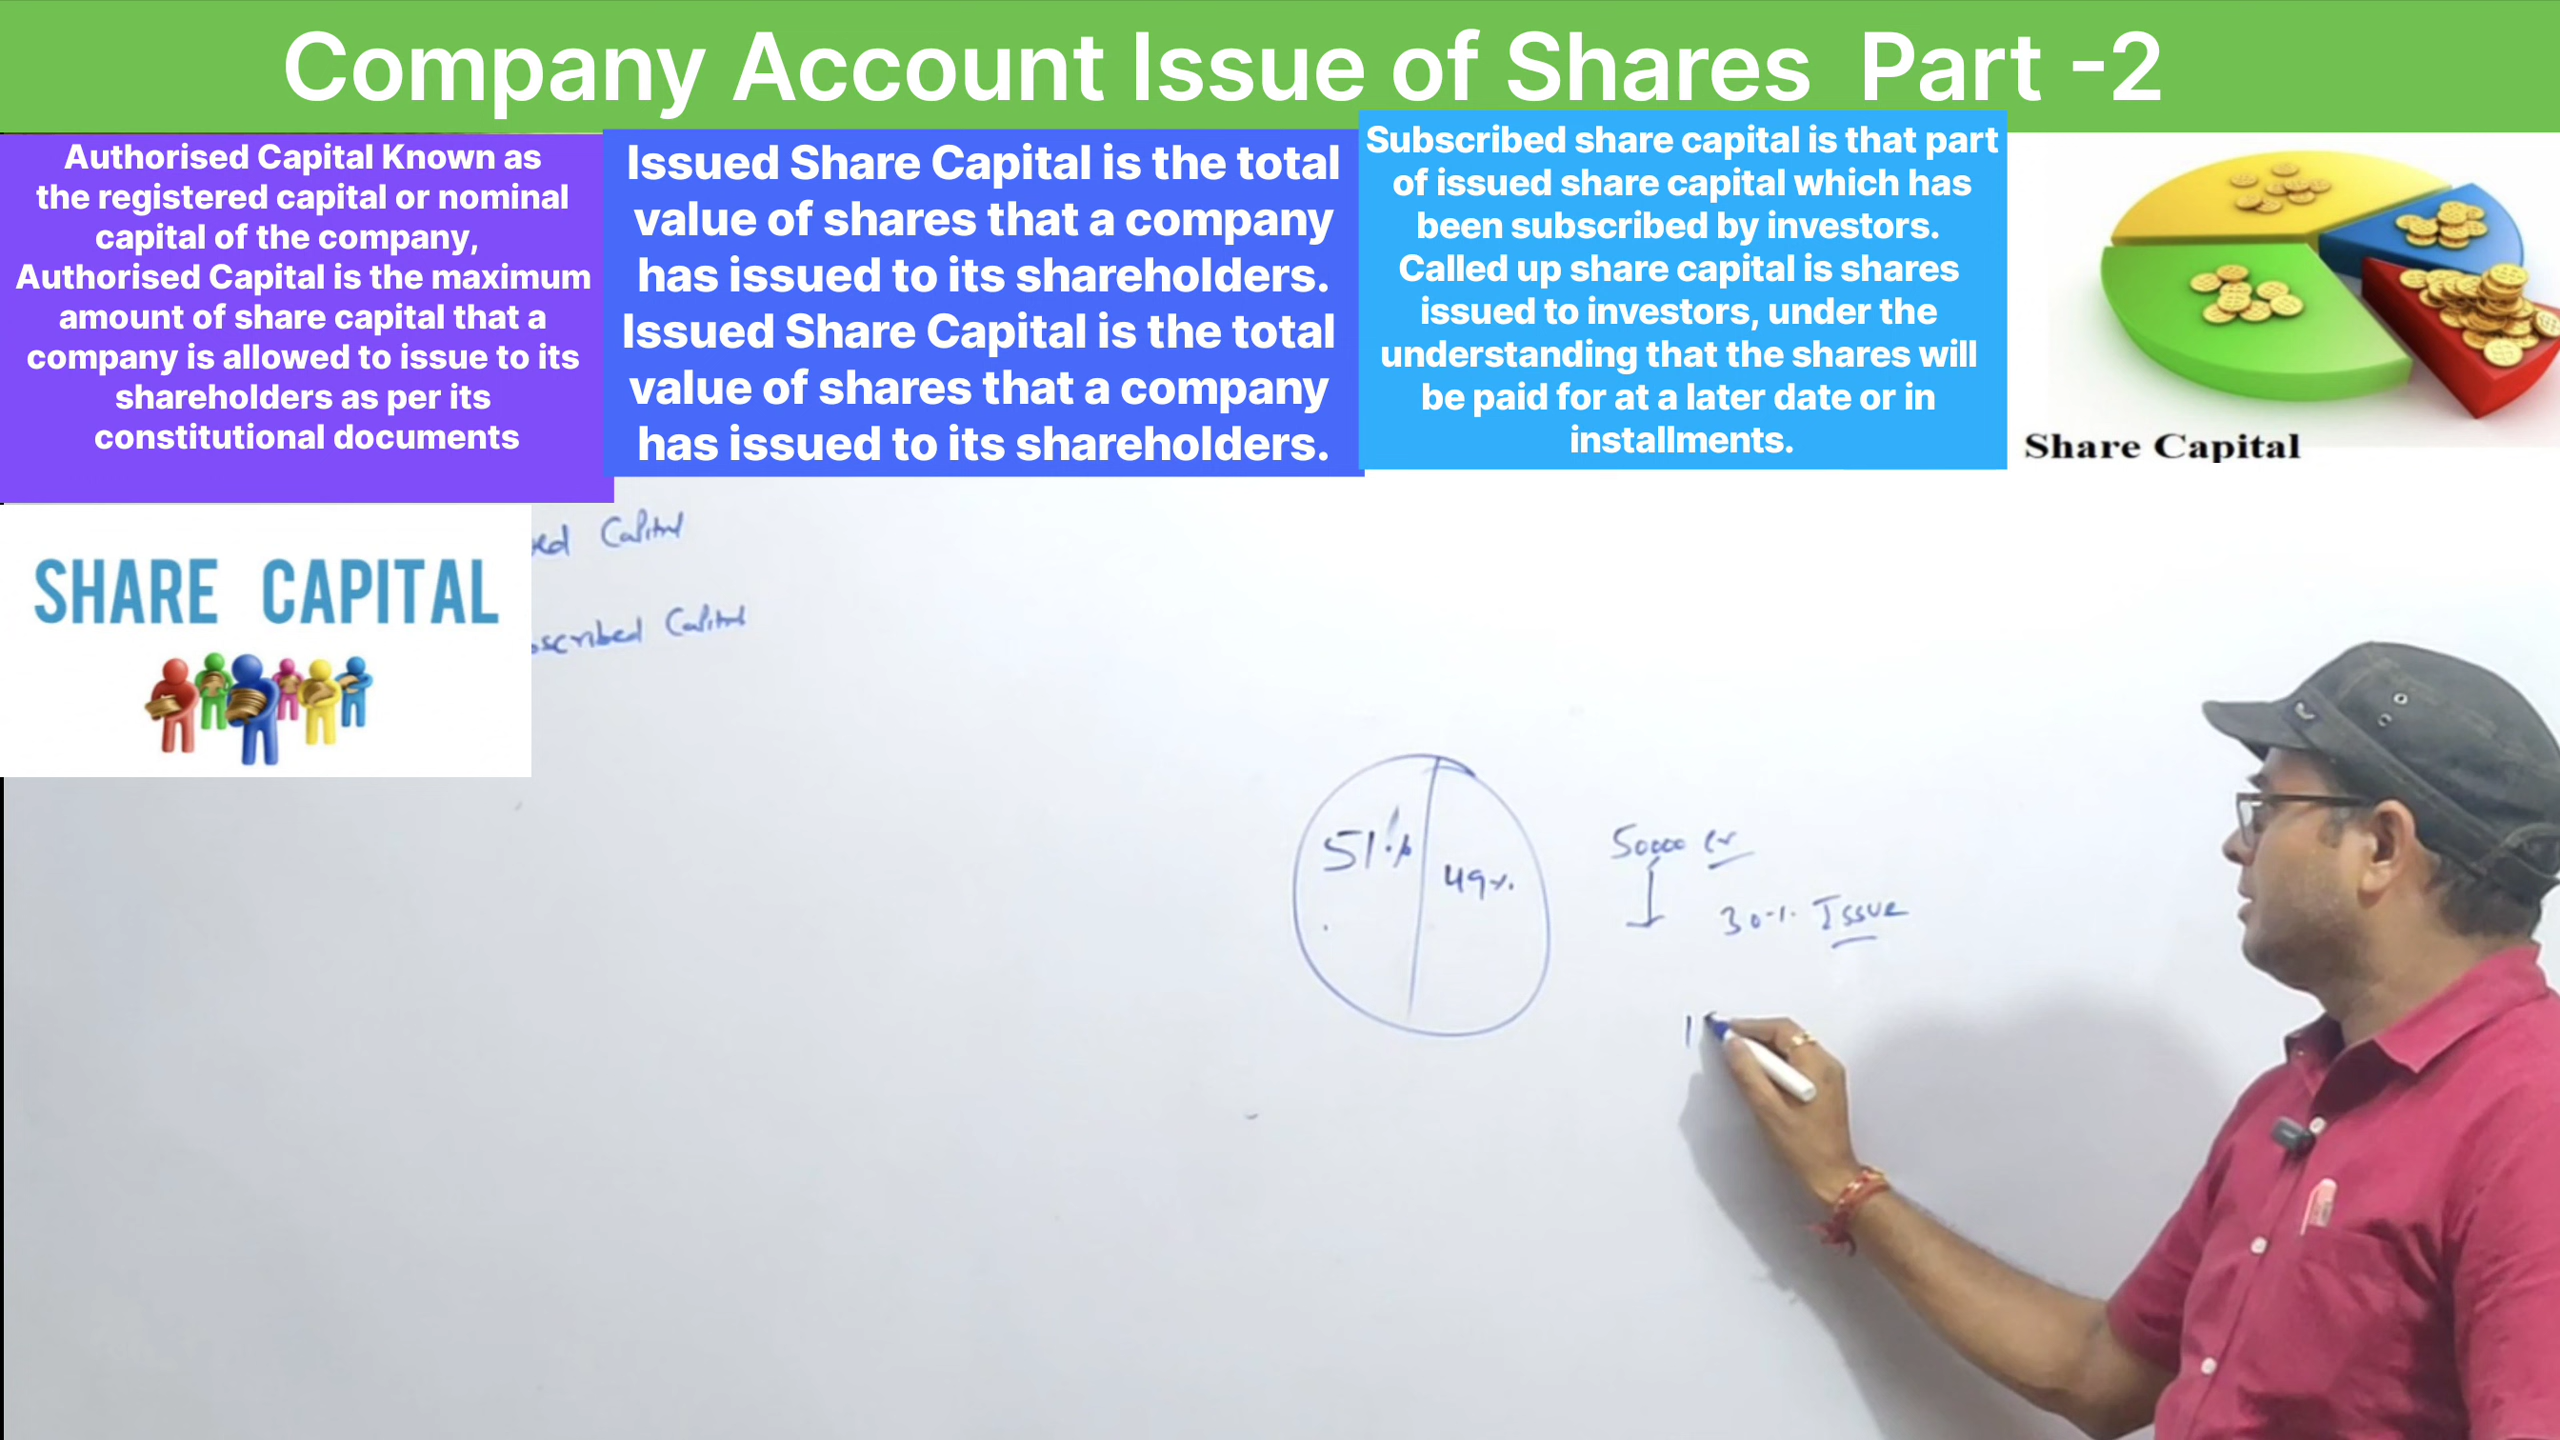 Company Account Issue of Shares Part -2
Authorised Capital Known as
the registered capital or nominal
capital of the company,
Authorised Capital is the maximum
amount of share capital that a
company is allowed to issue to its
shareholders as per its
constitutional documents
Issued Share Capital is the total
value of shares that a company
has issued to its shareholders.
Issued Share Capital is the total
value of shares that a company
has issued to its shareholders.
Subscribed share capital is that part
of issued share capital which has
been subscribed by investors.
Called up share capital is shares
issued to investors, under the
understanding that the shares will
be paid for at a later date or in
installments.
Share Capital
SHARE CAPITAL
ed Capital
scribed Capital
51%
49%
50000 Cr
30% Issue